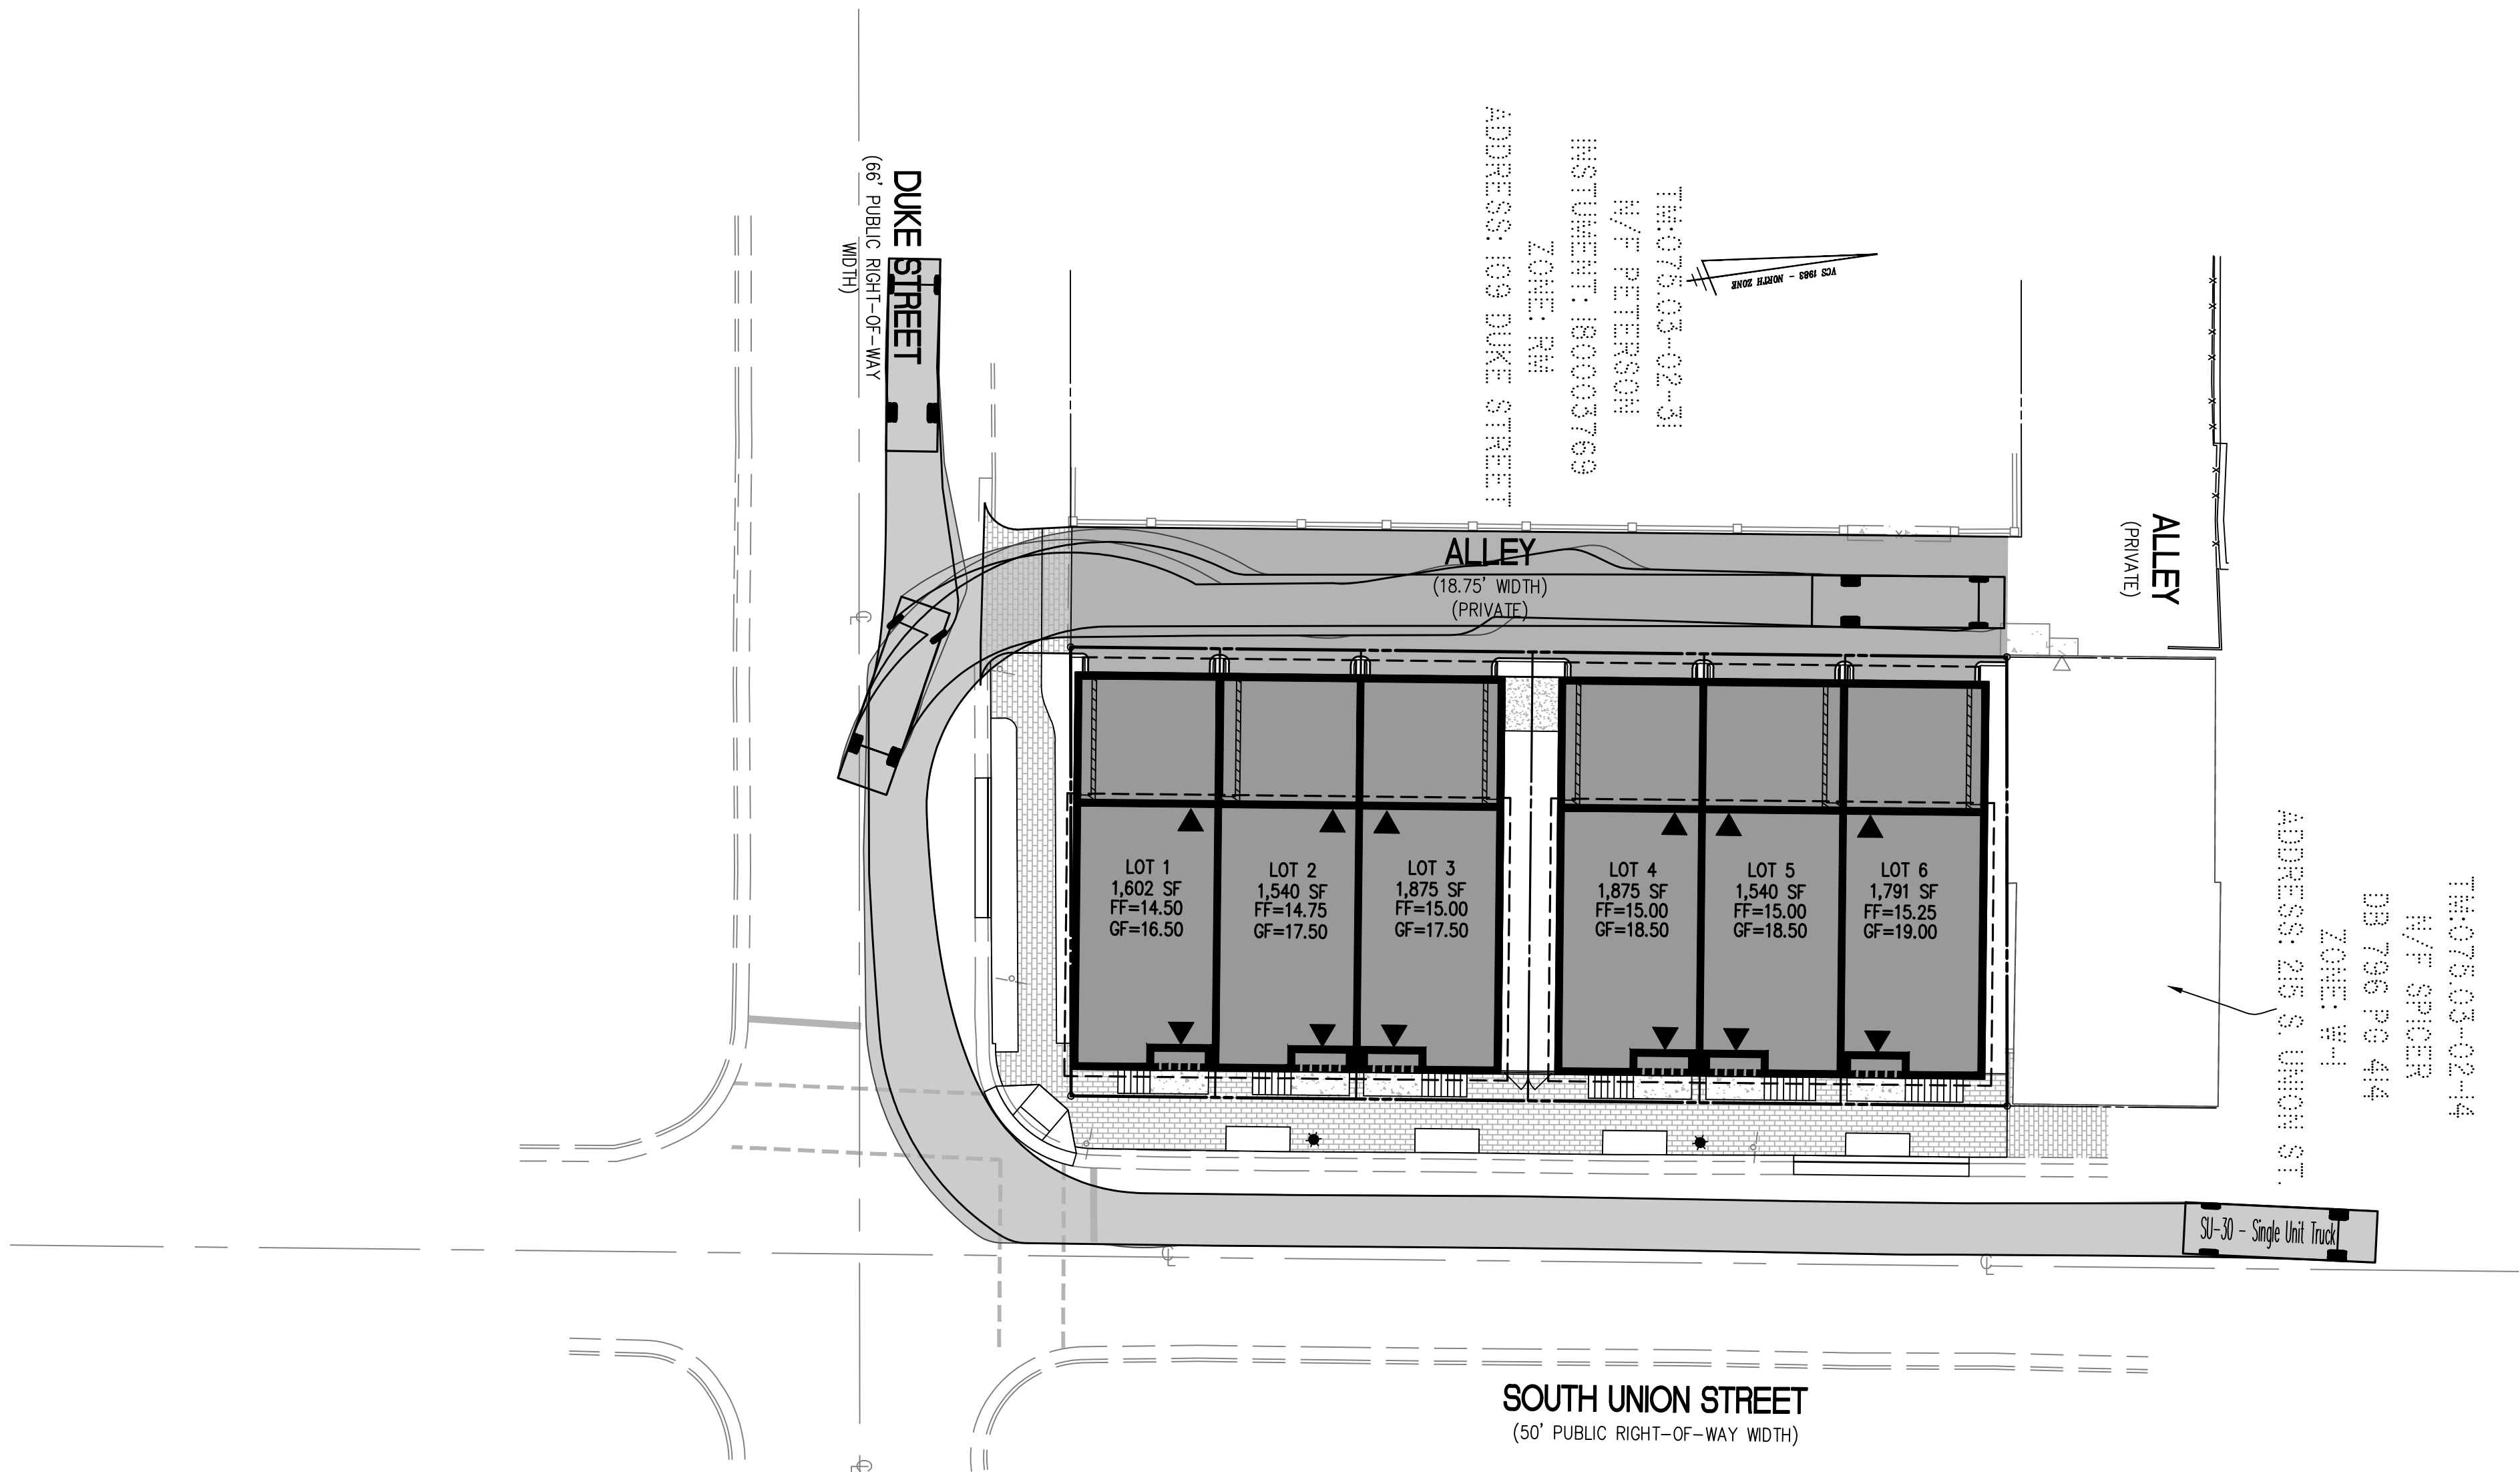 DUKE STREET
(66' PUBLIC RIGHT-OF-WAY
WIDTH)
TM:075.03-02-31
N/F PETERSON
INSTUMENT: 180003769
ZONE: RM
ADDRESS: 109 DUKE STREET
VCS 1983 - NORTH ZONE
ALLEY
(PRIVATE)
ALLEY
(18.75' WIDTH)
(PRIVATE)
LOT 1
1,602 SF
FF=14.50
GF=16.50
LOT 2
1,540 SF
FF=14.75
GF=17.50
LOT 3
1,875 SF
FF=15.00
GF=17.50
LOT 4
1,875 SF
FF=15.00
GF=18.50
LOT 5
1,540 SF
FF=15.00
GF=18.50
LOT 6
1,791 SF
FF=15.25
GF=19.00
TM:075.03-02-14
N/F SPICER
DB 796 PG 414
ZONE: W-1
ADDRESS: 215 S. UNION ST.
SU-30 - Single Unit Truck
SOUTH UNION STREET
(50' PUBLIC RIGHT-OF-WAY WIDTH)